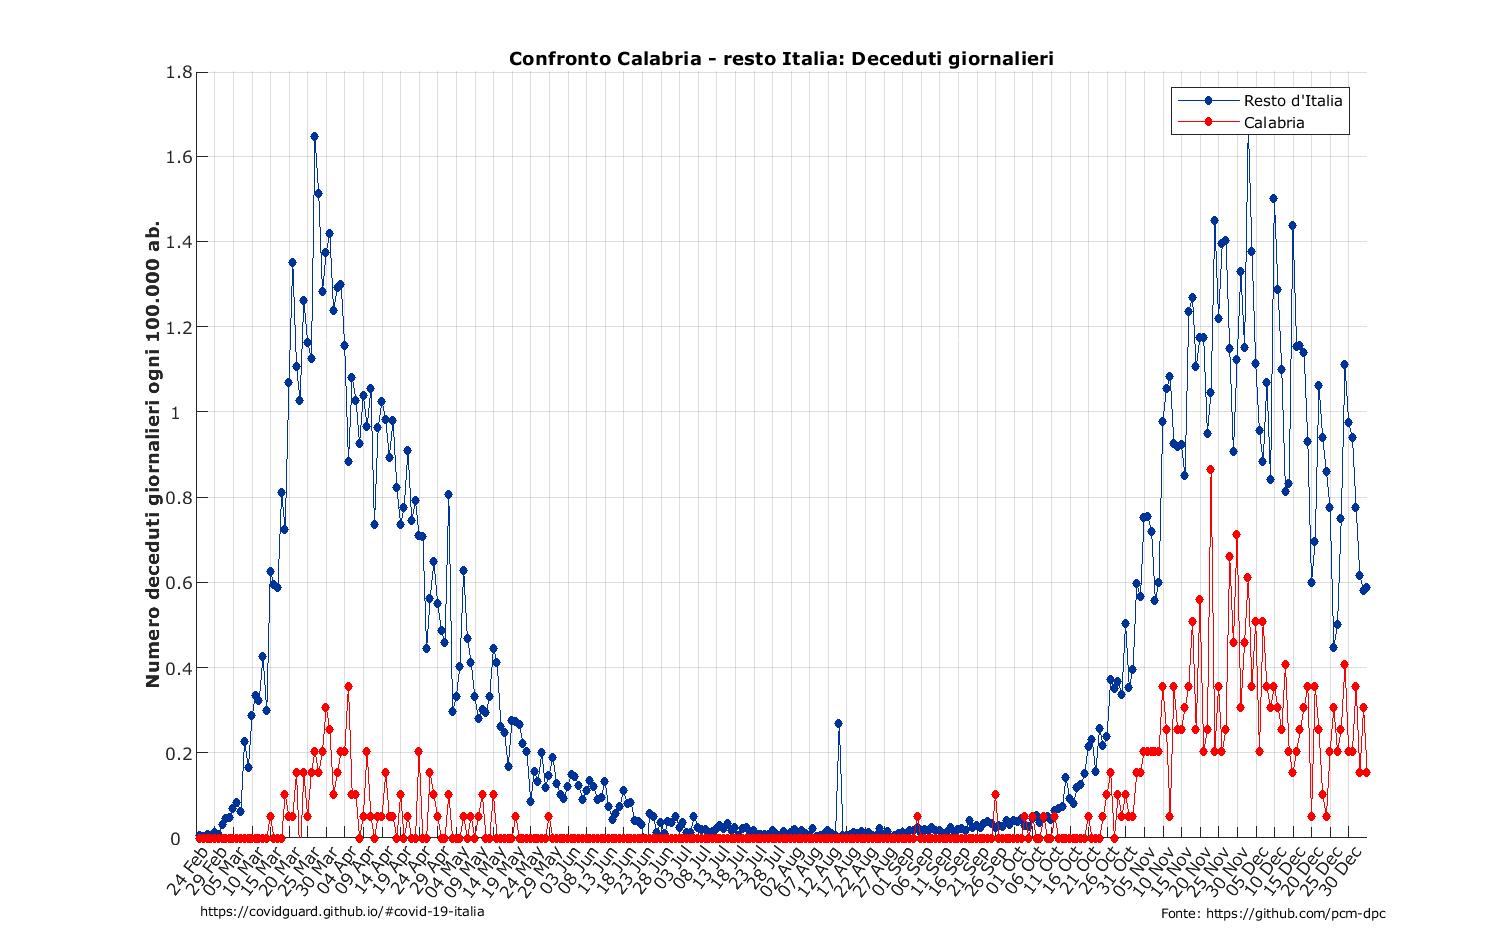 Confronto Calabria - resto Italia: Deceduti giornalieri
Numero deceduti giornalieri ogni 100.000 ab.
1.8
1.6
1.4
1.2
1
0.8
0.6
0.4
0.2
0
Resto d'Italia
Calabria
24 Feb
29 Feb
05 Mar
10 Mar
15 Mar
20 Mar
25 Mar
30 Mar
04 Apr
09 Apr
14 Apr
19 Apr
24 Apr
29 Apr
04 May
09 May
14 May
19 May
24 May
29 May
03 Jun
08 Jun
13 Jun
18 Jun
23 Jun
28 Jun
03 Jul
08 Jul
13 Jul
18 Jul
23 Jul
28 Jul
02 Aug
07 Aug
12 Aug
17 Aug
22 Aug
27 Aug
01 Sep
06 Sep
11 Sep
16 Sep
21 Sep
26 Sep
01 Oct
06 Oct
11 Oct
16 Oct
21 Oct
26 Oct
31 Oct
05 Nov
10 Nov
15 Nov
20 Nov
25 Nov
30 Nov
05 Dec
10 Dec
15 Dec
20 Dec
25 Dec
30 Dec
https://covidguard.github.io/#covid-19-italia
Fonte: https://github.com/pcm-dpc